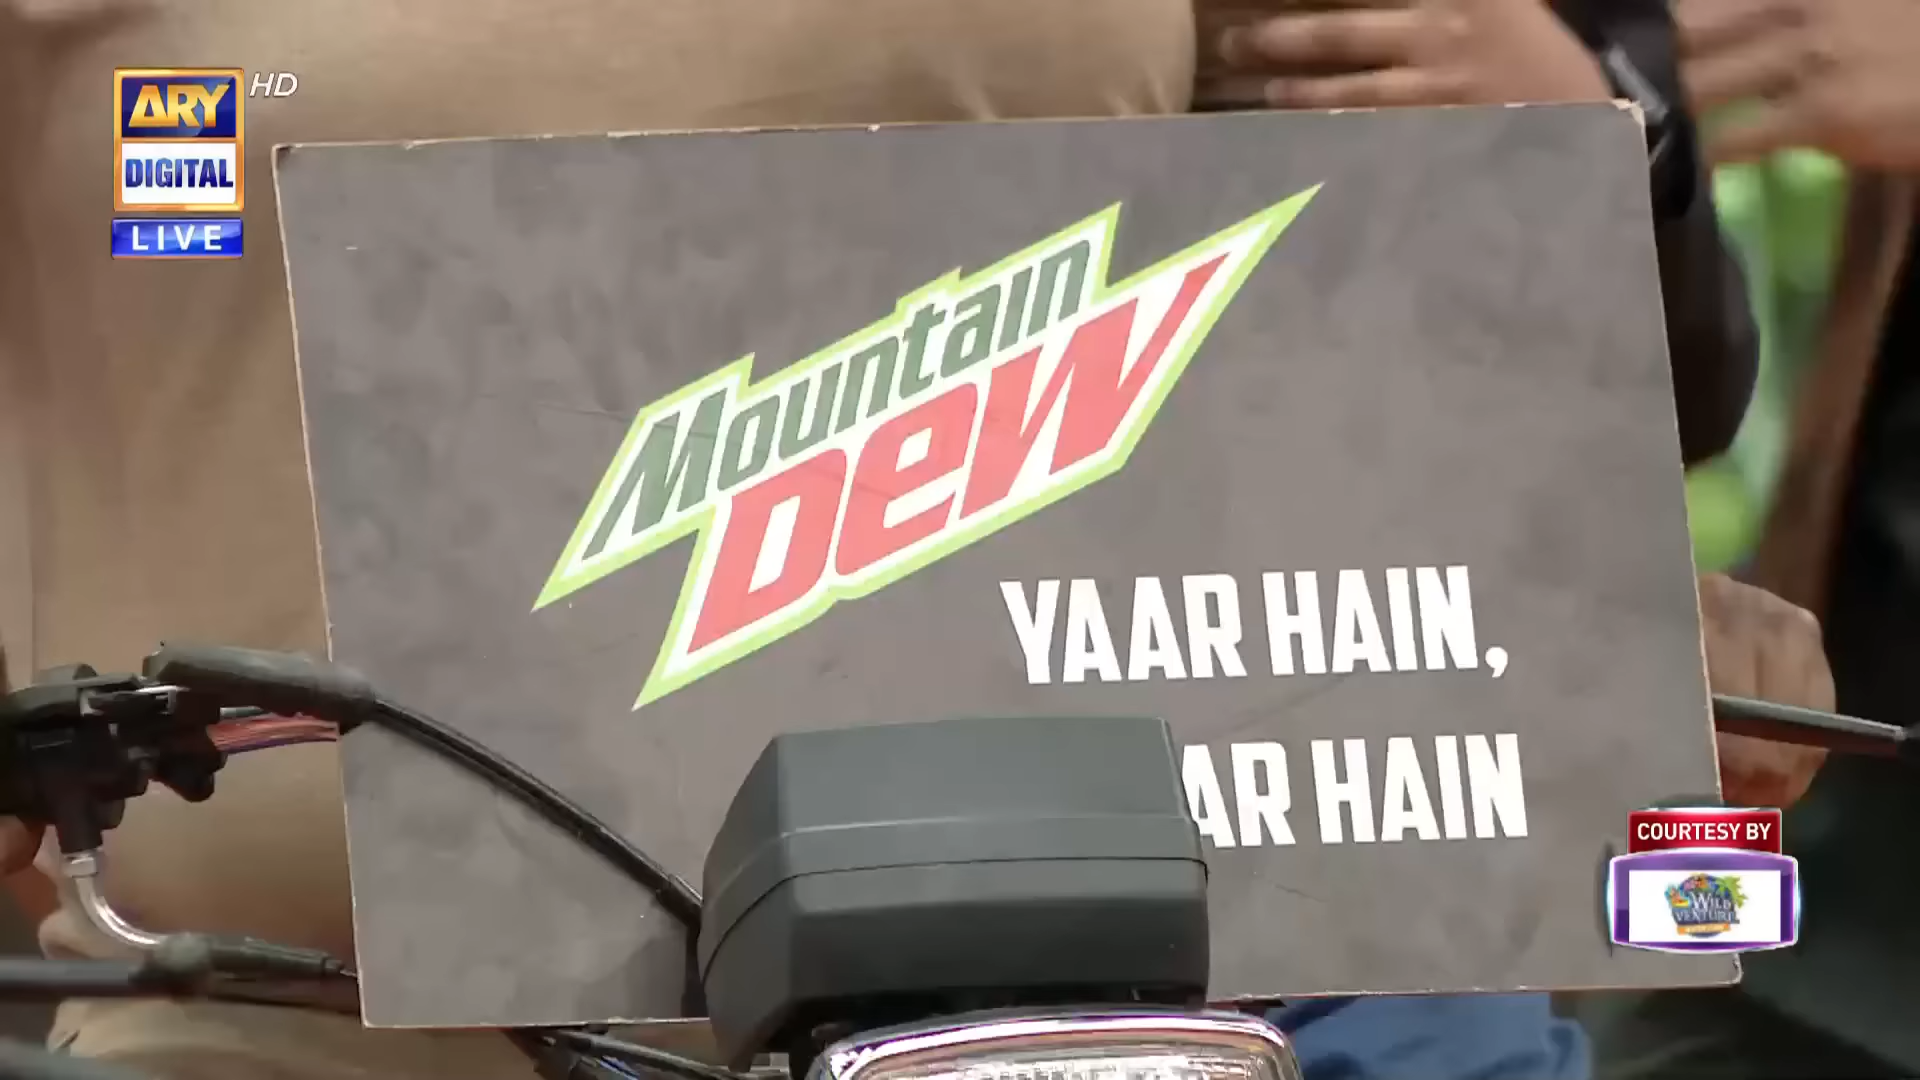 ARY
DIGITAL
HD
LIVE
Mountain
Dew
YAAR HAIN,
AR HAIN
COURTESY BY
WILD
VENTURE